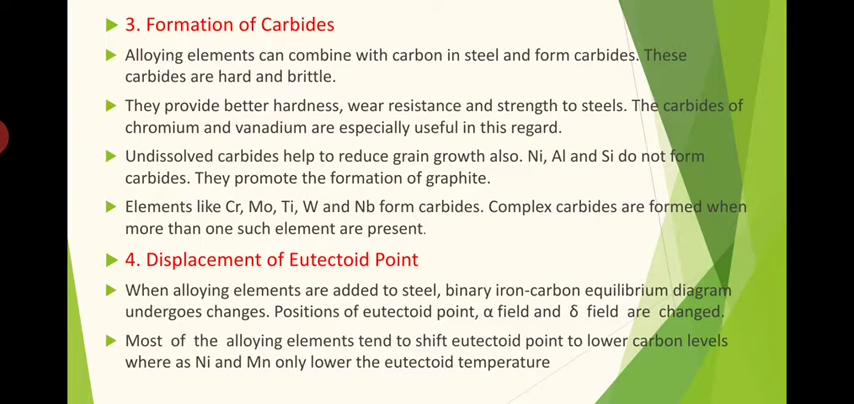 3. Formation of Carbides
Alloying elements can combine with carbon in steel and form carbides. These
carbides are hard and brittle.
They provide better hardness, wear resistance and strength to steels. The carbides of
chromium and vanadium are especially useful in this regard.
Undissolved carbides help to reduce grain growth also. Ni, Al and Si do not form
carbides. They promote the formation of graphite.
Elements like Cr, Mo, Ti, W and Nb form carbides. Complex carbides are formed when
more than one such element are present.
4. Displacement of Eutectoid Point
When alloying elements are added to steel, binary iron-carbon equilibrium diagram
undergoes changes. Positions of eutectoid point, α field and δ field are changed.
Most of the alloying elements tend to shift eutectoid point to lower carbon levels
where as Ni and Mn only lower the eutectoid temperature